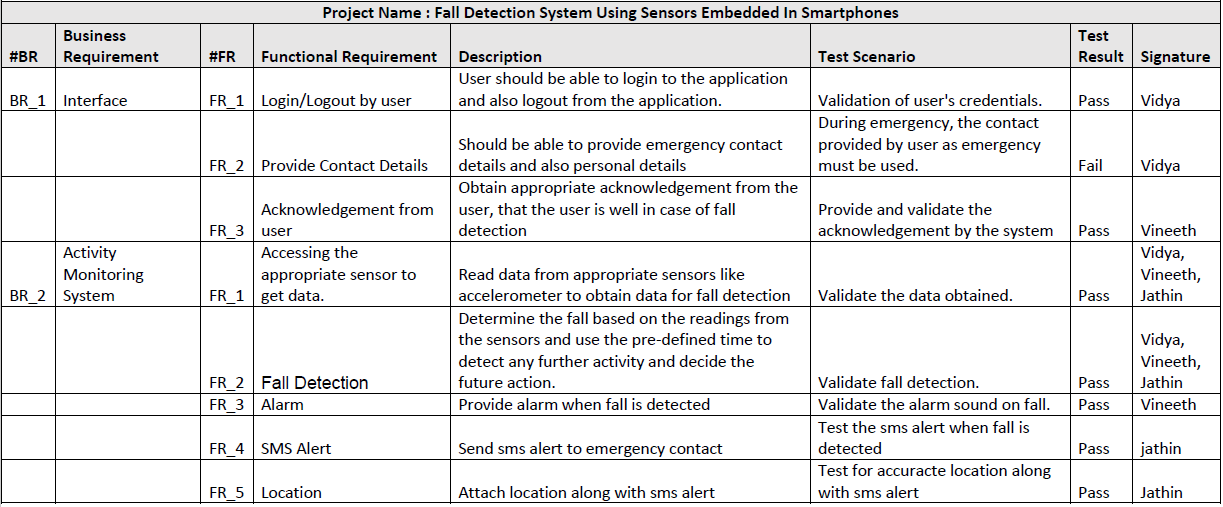 Project Name : Fall Detection System Using Sensors Embedded In Smartphones
#BR Business Requirement #FR Functional Requirement Description Test Scenario Test Result Signature
BR_1 Interface FR_1 Login/Logout by user User should be able to login to the application and also logout from the application. Validation of user's credentials. Pass Vidya
FR_2 Provide Contact Details Should be able to provide emergency contact details and also personal details During emergency, the contact provided by user as emergency must be used. Fail Vidya
FR_3 Acknowledgement from user Obtain appropriate acknowledgement from the user, that the user is well in case of fall detection Provide and validate the acknowledgement by the system Pass Vineeth
BR_2 Activity Monitoring System FR_1 Accessing the appropriate sensor to get data. Read data from appropriate sensors like accelerometer to obtain data for fall detection Validate the data obtained. Pass Vidya, Vineeth, Jathin
FR_2 Fall Detection Determine the fall based on the readings from the sensors and use the pre-defined time to detect any further activity and decide the future action. Validate fall detection. Pass Vidya, Vineeth, Jathin
FR_3 Alarm Provide alarm when fall is detected Validate the alarm sound on fall. Pass Vineeth
FR_4 SMS Alert Send sms alert to emergency contact Test the sms alert when fall is detected Pass jathin
FR_5 Location Attach location along with sms alert Test for accuracte location along with sms alert Pass Jathin